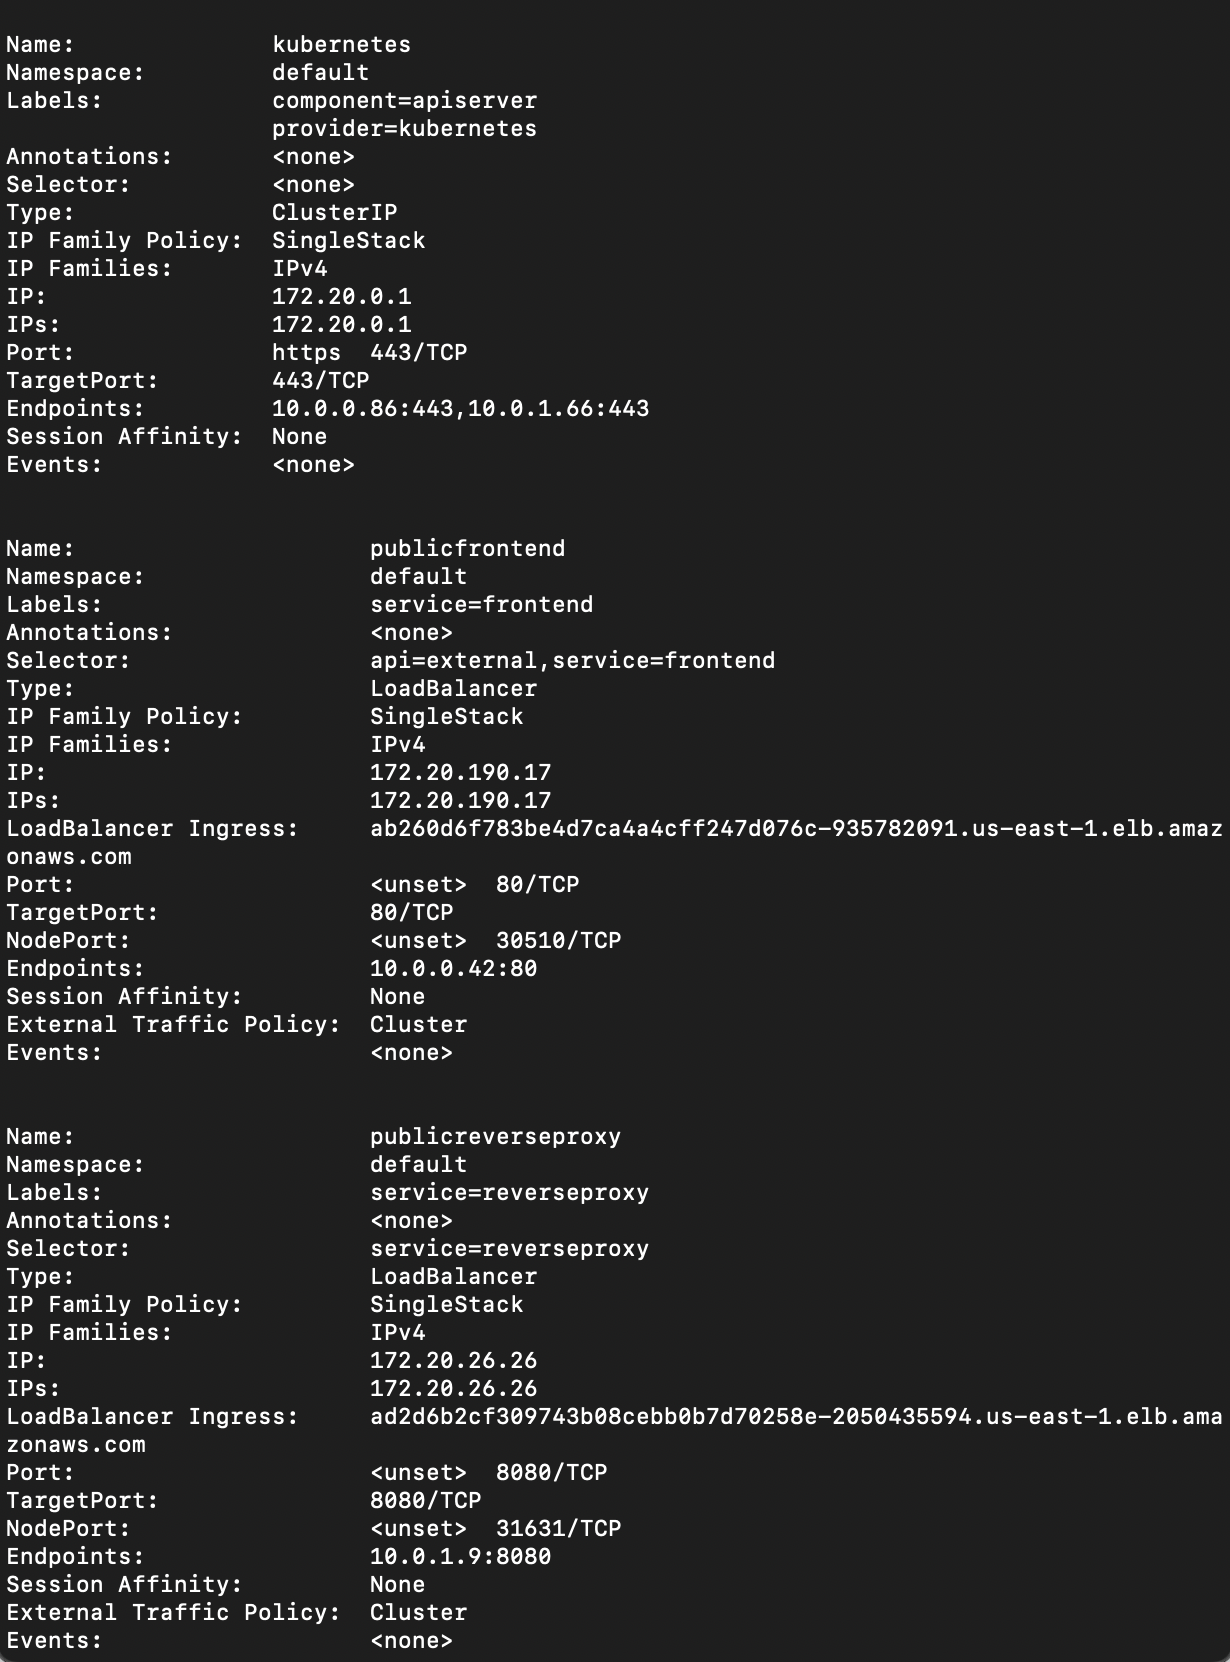 Name:              kubernetes
Namespace:         default
Labels:            component=apiserver
                   provider=kubernetes
Annotations:       <none>
Selector:          <none>
Type:              ClusterIP
IP Family Policy:  SingleStack
IP Families:       IPv4
IP:                172.20.0.1
IPs:               172.20.0.1
Port:              https  443/TCP
TargetPort:        443/TCP
Endpoints:         10.0.0.86:443,10.0.1.66:443
Session Affinity:  None
Events:            <none>
Name:                     publicfrontend
Namespace:                default
Labels:                   service=frontend
Annotations:              <none>
Selector:                 api=external,service=frontend
Type:                     LoadBalancer
IP Family Policy:         SingleStack
IP Families:              IPv4
IP:                       172.20.190.17
IPs:                      172.20.190.17
LoadBalancer Ingress:     ab260d6f783be4d7ca4a4cff247d076c-935782091.us-east-1.elb.amaz
onaws.com
Port:                     <unset>  80/TCP
TargetPort:               80/TCP
NodePort:                 <unset>  30510/TCP
Endpoints:                10.0.0.42:80
Session Affinity:         None
External Traffic Policy:  Cluster
Events:                   <none>
Name:                     publicreverseproxy
Namespace:                default
Labels:                   service=reverseproxy
Annotations:              <none>
Selector:                 service=reverseproxy
Type:                     LoadBalancer
IP Family Policy:         SingleStack
IP Families:              IPv4
IP:                       172.20.26.26
IPs:                      172.20.26.26
LoadBalancer Ingress:     ad2d6b2cf309743b08cebb0b7d70258e-2050435594.us-east-1.elb.ama
zonaws.com
Port:                     <unset>  8080/TCP
TargetPort:               8080/TCP
NodePort:                 <unset>  31631/TCP
Endpoints:                10.0.1.9:8080
Session Affinity:         None
External Traffic Policy:  Cluster
Events:                   <none>